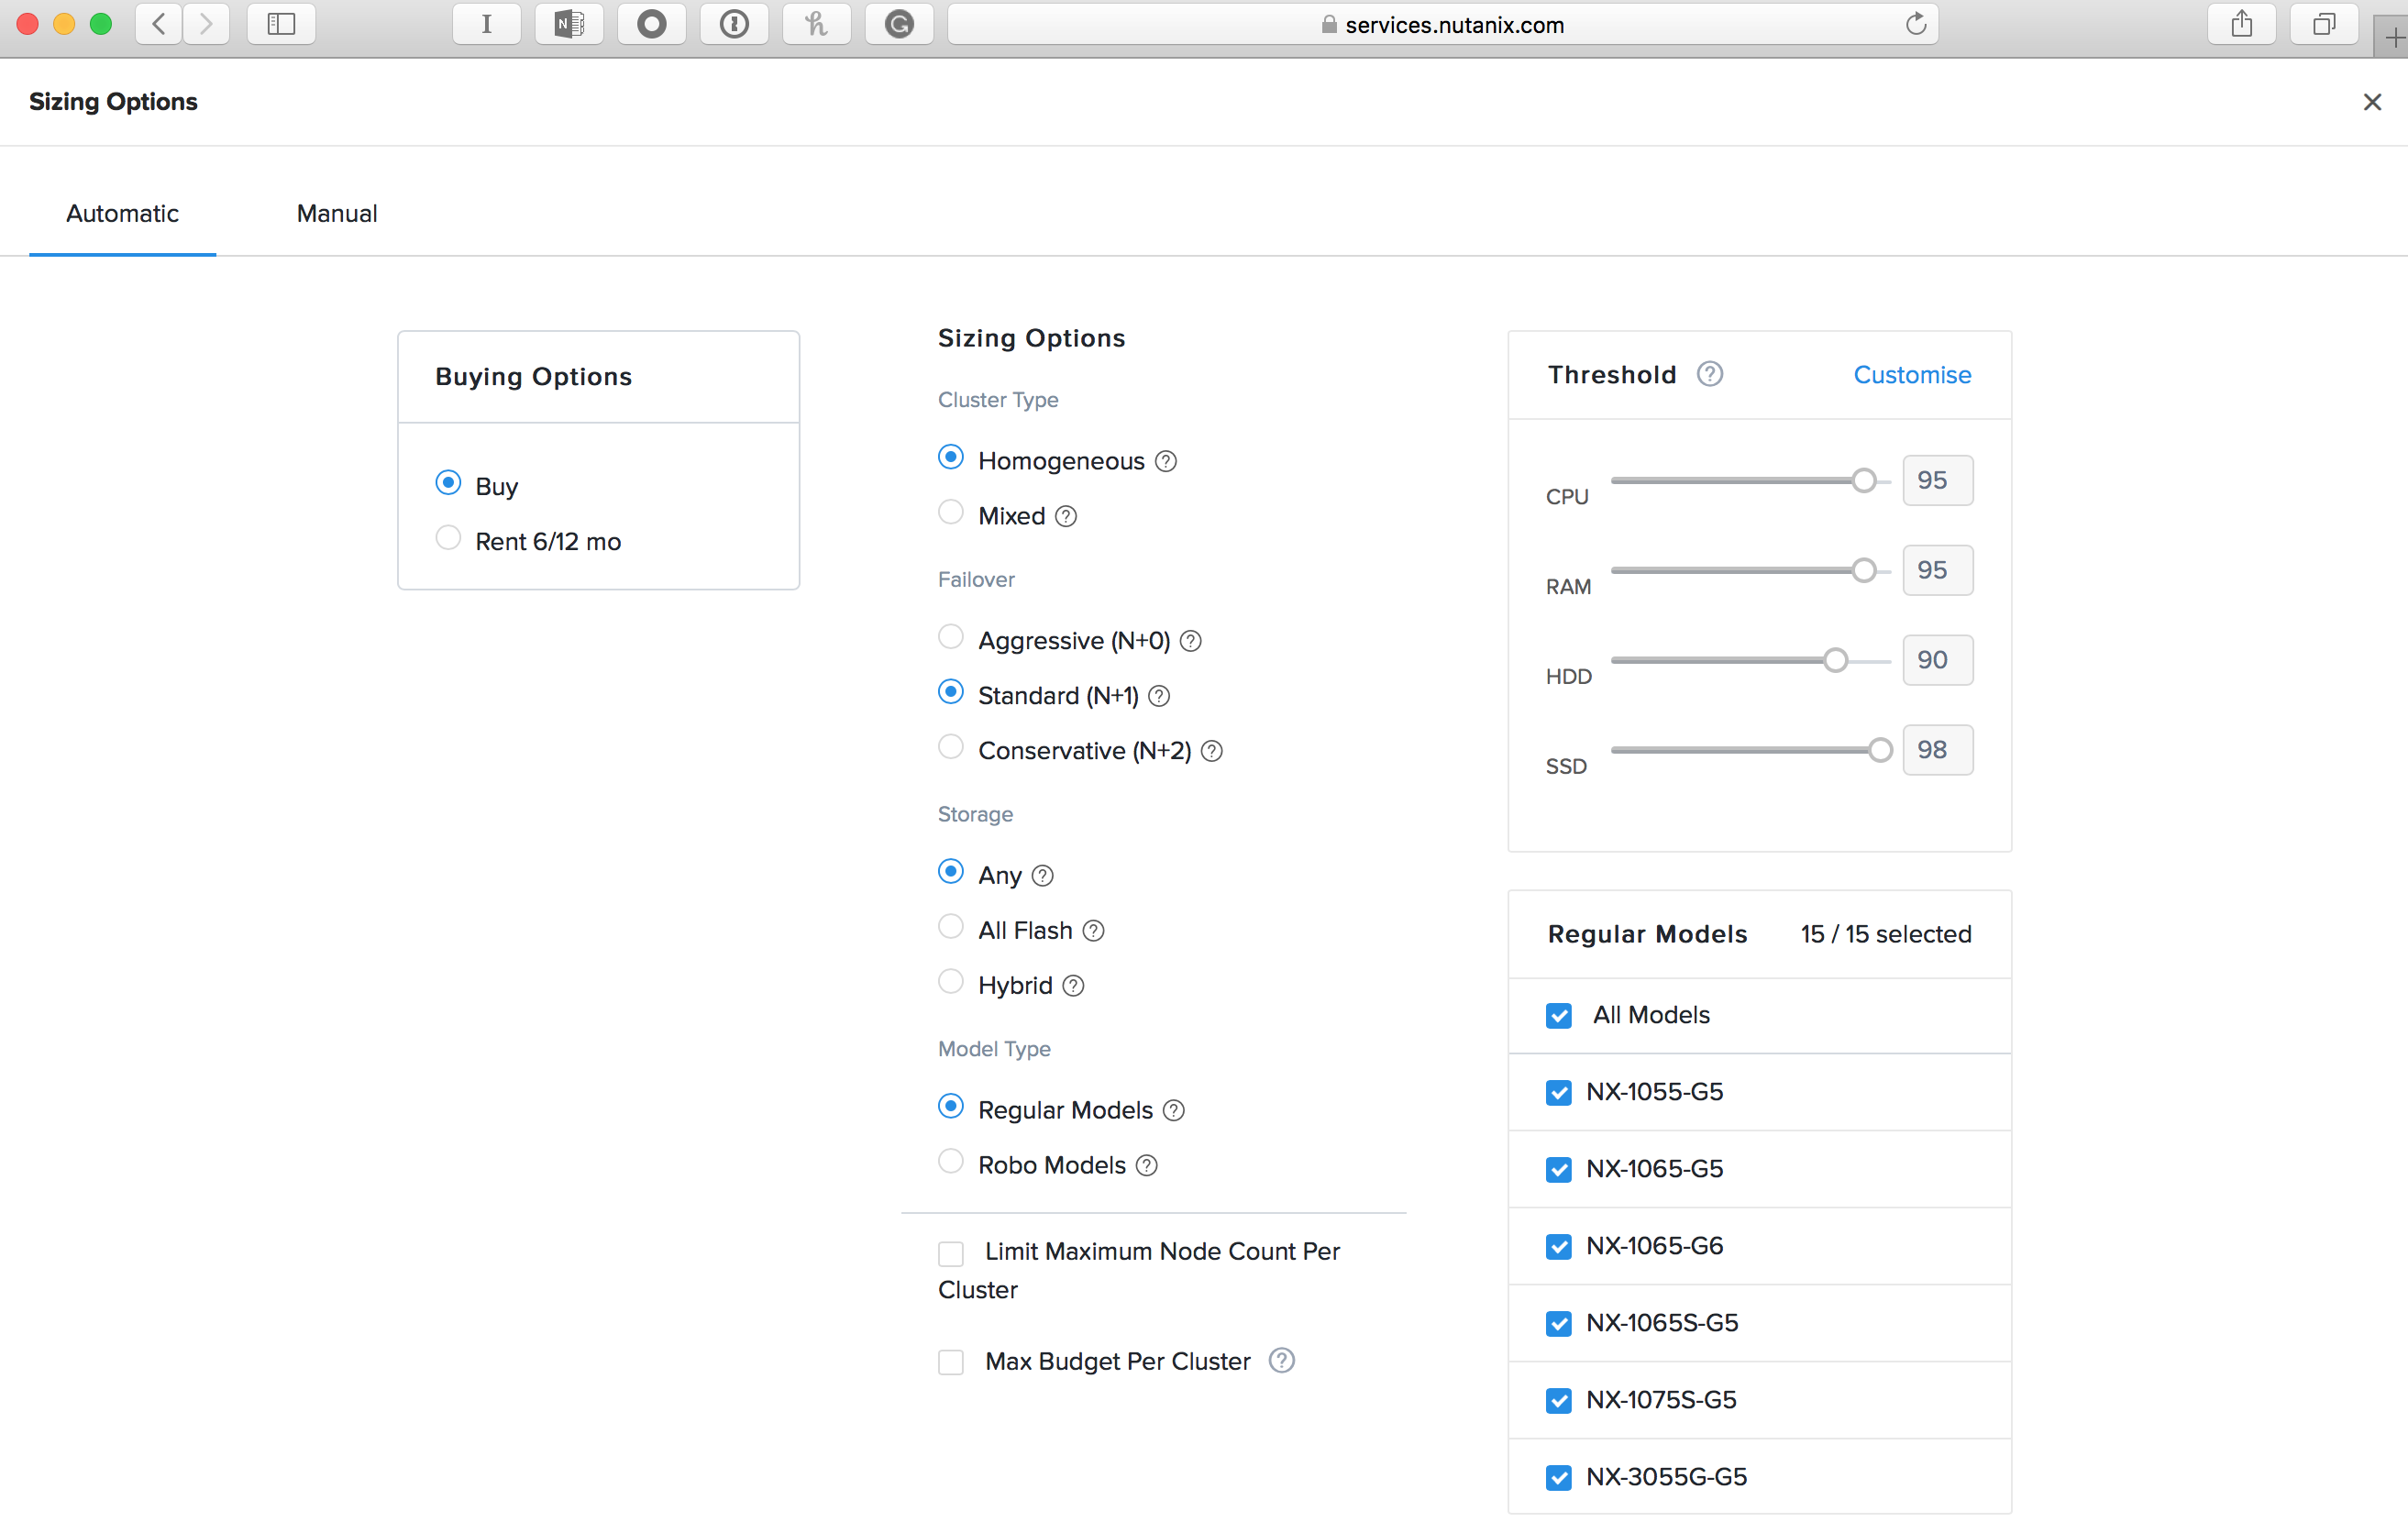 services.nutanix.com
Sizing Options
Automatic
Manual
Buying Options
Buy
Rent 6/12 mo
Sizing Options
Cluster Type
Homogeneous ?
Mixed ?
Failover
Aggressive (N+0) ?
Standard (N+1) ?
Conservative (N+2) ?
Storage
Any ?
All Flash ?
Hybrid ?
Model Type
Regular Models ?
Robo Models ?
Limit Maximum Node Count Per
Cluster
Max Budget Per Cluster ?
Threshold ? Customise
CPU 95
RAM 95
HDD 90
SSD 98
Regular Models 15 / 15 selected
All Models
NX-1055-G5
NX-1065-G5
NX-1065-G6
NX-1065S-G5
NX-1075S-G5
NX-3055G-G5